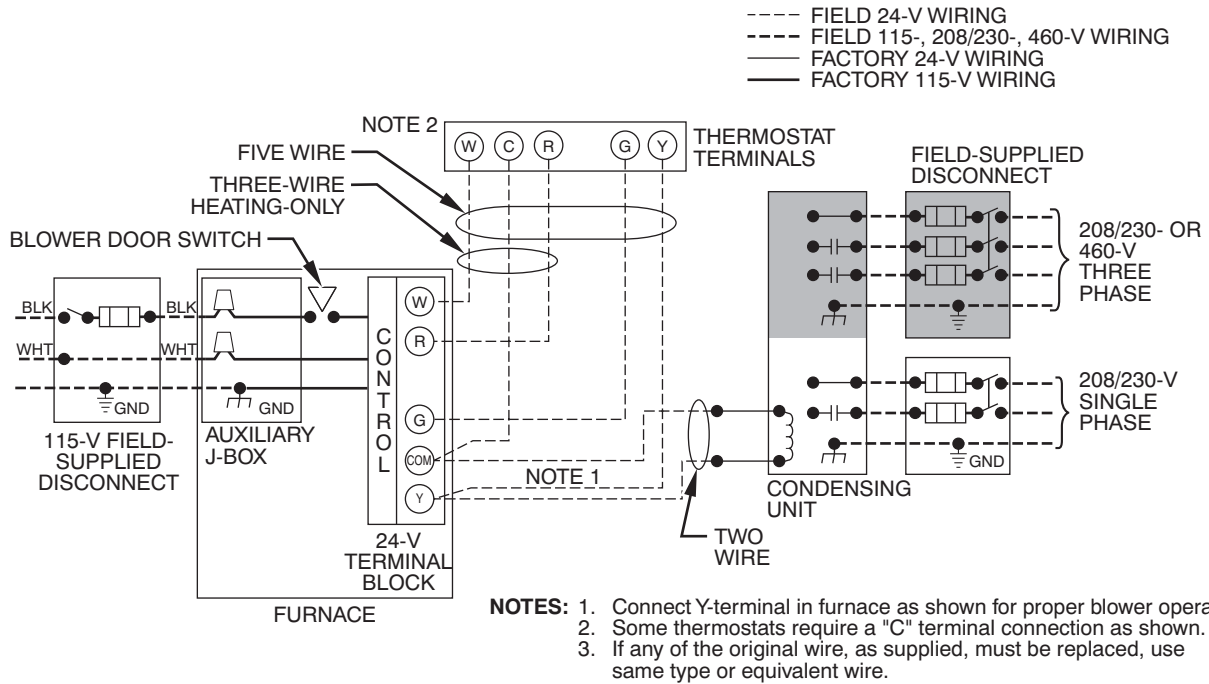 FIELD 24-V WIRING
FIELD 115-, 208/230-, 460-V WIRING
FACTORY 24-V WIRING
FACTORY 115-V WIRING
NOTE 2
W C R G Y
THERMOSTAT
TERMINALS
FIVE WIRE
THREE-WIRE
HEATING-ONLY
BLOWER DOOR SWITCH
FIELD-SUPPLIED
DISCONNECT
208/230- OR
460-V
THREE
PHASE
BLK
BLK
WHT
WHT
GND
GND
115-V FIELD-
SUPPLIED
DISCONNECT
AUXILIARY
J-BOX
CONTROL
W
R
G
COM
Y
NOTE 1
24-V
TERMINAL
BLOCK
FURNACE
TWO
WIRE
CONDENSING
UNIT
GND
208/230-V
SINGLE
PHASE
NOTES: 1. Connect Y-terminal in furnace as shown for proper blower opera
2. Some thermostats require a "C" terminal connection as shown.
3. If any of the original wire, as supplied, must be replaced, use
same type or equivalent wire.